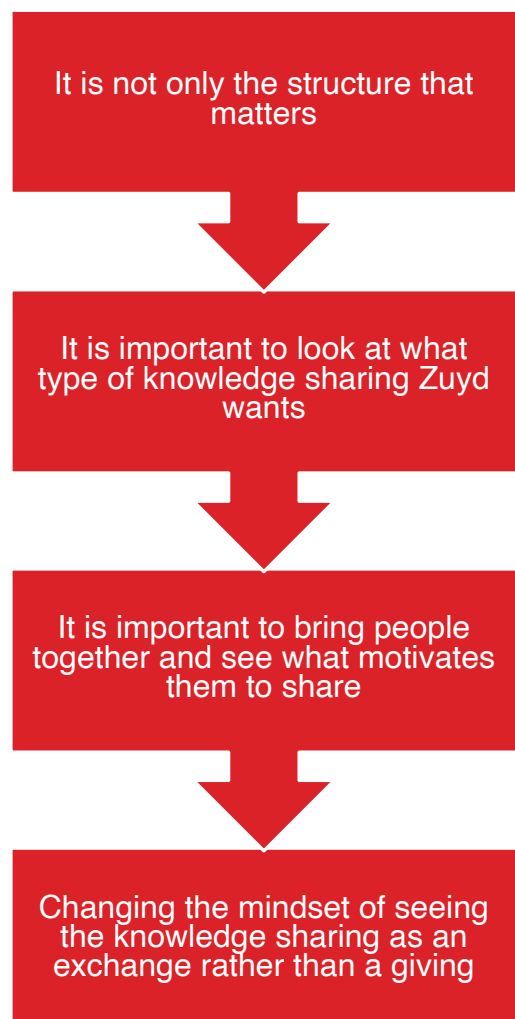 It is not only the structure that
matters
It is important to look at what
type of knowledge sharing Zuyd
wants
It is important to bring people
together and see what motivates
them to share
Changing the mindset of seeing
the knowledge sharing as an
exchange rather than a giving